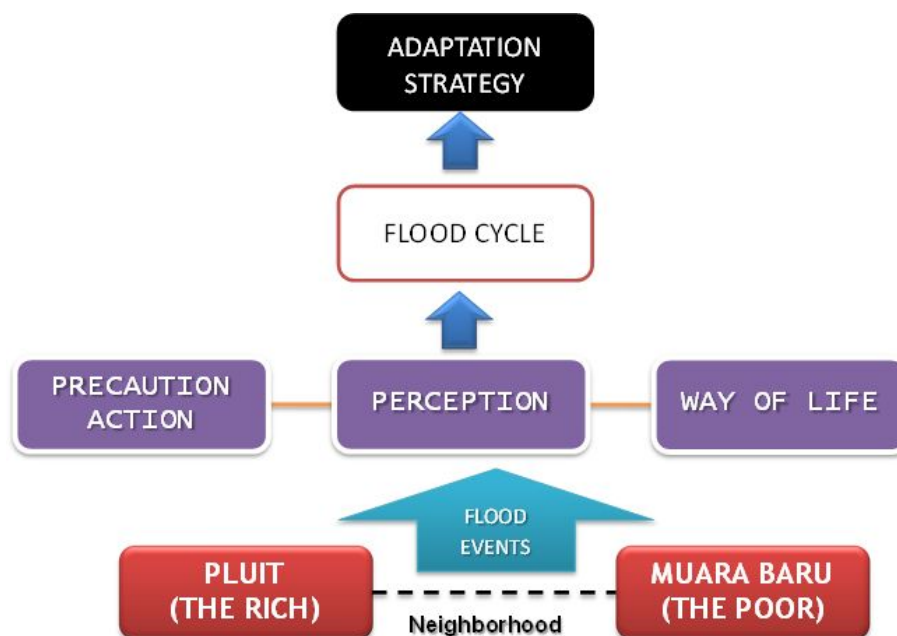 ADAPTATION
STRATEGY
FLOOD CYCLE
PRECAUTION
ACTION
PERCEPTION
WAY OF LIFE
FLOOD
EVENTS
PLUIT
(THE RICH)
MUARA BARU
(THE POOR)
Neighborhood